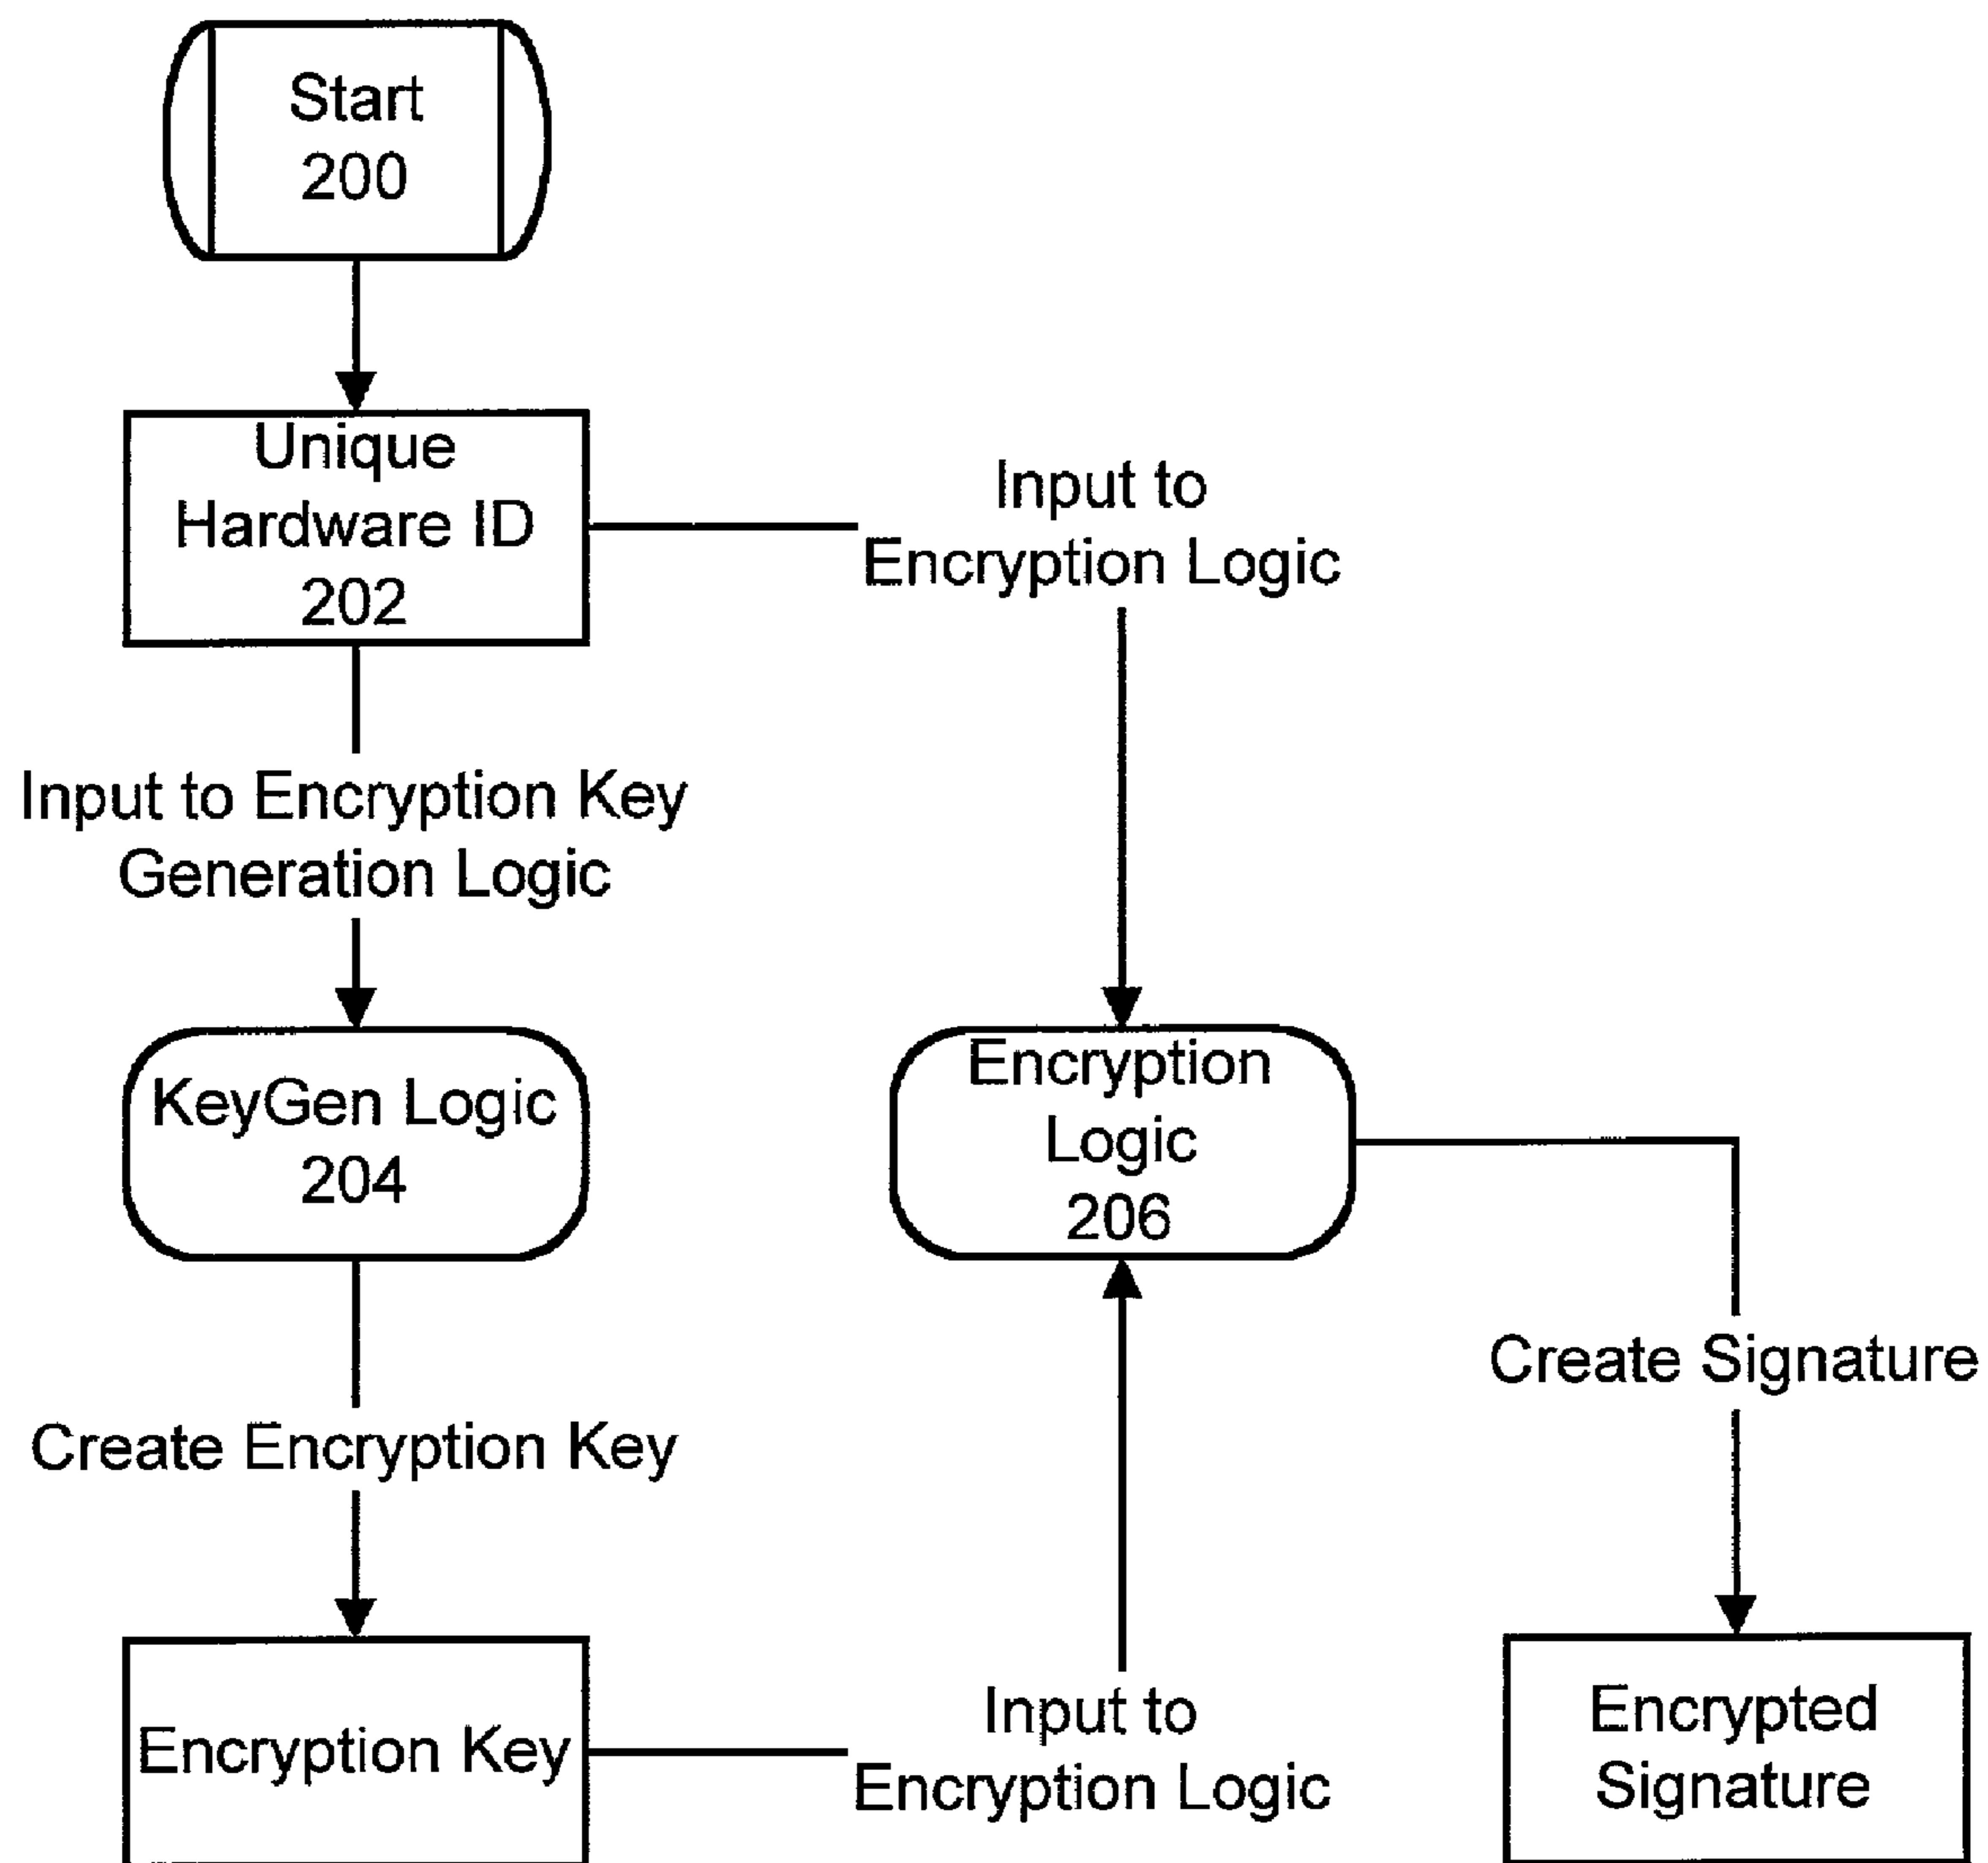 Start
200
Unique
Hardware ID
202
Input to
Encryption Logic
Input to Encryption Key
Generation Logic
KeyGen Logic
204
Encryption
Logic
206
Create Encryption Key
Create Signature
Encryption Key
Input to
Encryption Logic
Encrypted
Signature